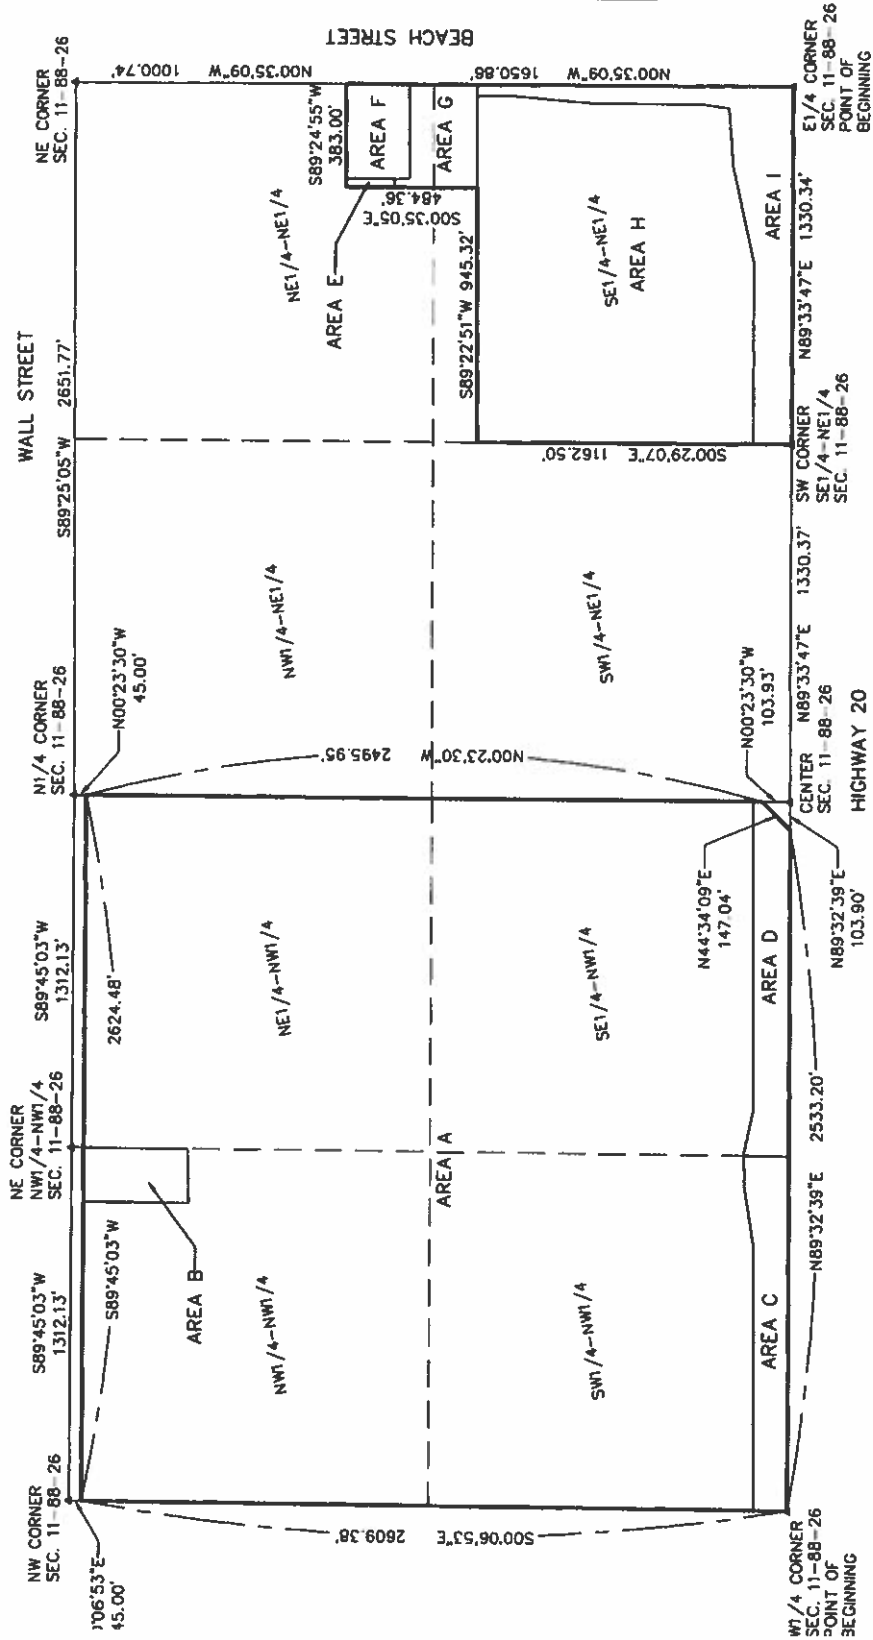 WALL STREET
NW CORNER
SEC. 11-88-26
S89°45'03"W
1312.13'
NE CORNER
NW1/4-NW1/4
SEC. 11-88-26
S89°45'03"W
1312.13'
N1/4 CORNER
SEC. 11-88-26
S89°25'05"W 2651.77'
NE CORNER
SEC. 11-88-26
06'53"E
45.00'
S89°45'03"W
2624.48'
N00°23'30"W
45.00'
N00°35'09"W 1000.74'
BEACH STREET
AREA B
NW1/4-NW1/4
NE1/4-NW1/4
NW1/4-NE1/4
NE1/4-NE1/4
AREA E
S89°24'55"W
383.00'
AREA F
S00°35'05"E
484.36'
AREA G
S00°06'53"E 2609.38'
AREA A
N00°23'30"W 2495.95'
S89°22'51"W 945.32'
N00°35'09"W 1650.86'
SW1/4-NW1/4
SE1/4-NW1/4
SW1/4-NE1/4
S00°29'07"E 1162.50'
SE1/4-NE1/4
AREA H
AREA C
AREA D
N44°34'09"E
147.04'
N00°23'30"W
103.93'
AREA I
W1/4 CORNER
SEC. 11-88-26
POINT OF
BEGINNING
N89°32'39"E 2533.20'
N89°32'39"E
103.90'
CENTER
SEC. 11-88-26
N89°33'47"E 1330.37'
SW CORNER
SE1/4-NE1/4
SEC. 11-88-26
N89°33'47"E 1330.34'
E1/4 CORNER
SEC. 11-88-26
POINT OF
BEGINNING
HIGHWAY 20